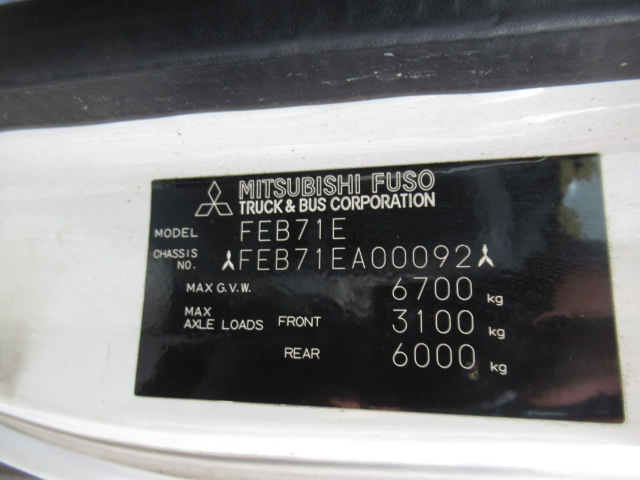 MITSUBISHI FUSO
TRUCK & BUS CORPORATION
MODEL FEB71E
CHASSIS NO. FEB71EA00092
MAX G.V.W. 6700 kg
MAX AXLE LOADS FRONT 3100 kg
REAR 6000 kg